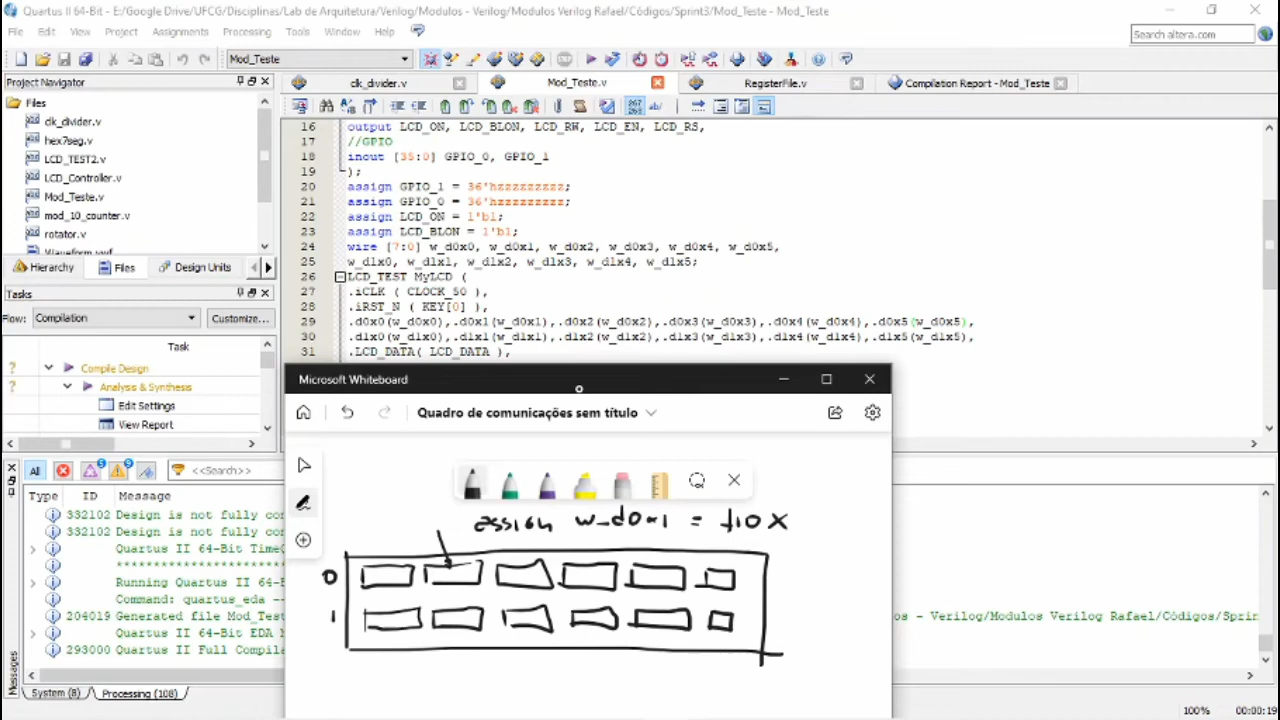 Quartus II 64-Bit - E:/Google Drive/UFCG/Disciplinas/Lab de Arquitetura/Verilog/Modulos - Verilog/Modulos Verilog Rafael/Códigos/Sprint3/Mod_Teste - Mod_Teste
File Edit View Project Assignments Processing Tools Window Help
Search altera.com
Mod_Teste
Project Navigator
clk_divider.v
Mod_Teste.v
RegisterFile.v
Compilation Report - Mod_Teste
Files
clk_divider.v
hex7seg.v
LCD_TEST2.v
LCD_Controller.v
Mod_Teste.v
mod_10_counter.v
rotator.v
Waveform.vwf
Hierarchy Files Design Units
Tasks
Flow: Compilation Customize...
Task
Compile Design
Analysis & Synthesis
Edit Settings
View Report
16 output LCD_ON, LCD_BLON, LCD_RW, LCD_EN, LCD_RS,
17 //GPIO
18 inout [35:0] GPIO_0, GPIO_1
19 );
20 assign GPIO_1 = 36'hzzzzzzzzz;
21 assign GPIO_0 = 36'hzzzzzzzzz;
22 assign LCD_ON = 1'b1;
23 assign LCD_BLON = 1'b1;
24 wire [7:0] w_d0x0, w_d0x1, w_d0x2, w_d0x3, w_d0x4, w_d0x5,
25 w_d1x0, w_d1x1, w_d1x2, w_d1x3, w_d1x4, w_d1x5;
26 LCD_TEST MyLCD (
27 .iCLK ( CLOCK_50 ),
28 .iRST_N ( KEY[0] ),
29 .d0x0(w_d0x0),.d0x1(w_d0x1),.d0x2(w_d0x2),.d0x3(w_d0x3),.d0x4(w_d0x4),.d0x5(w_d0x5),
30 .d1x0(w_d1x0),.d1x1(w_d1x1),.d1x2(w_d1x2),.d1x3(w_d1x3),.d1x4(w_d1x4),.d1x5(w_d1x5),
31 .LCD_DATA( LCD_DATA ),
Microsoft Whiteboard
Quadro de comunicações sem título
assign w_d0x1 =
0
1
All <<Search>>
Type ID Message
332102 Design is not fully con
332102 Design is not fully con
Quartus II 64-Bit Time
*****************
Running Quartus II 64-
Command: quartus_eda --
204019 Generated file Mod_Test
os - Verilog/Modulos Verilog Rafael/Códigos/Sprin
Quartus II 64-Bit EDA N
293000 Quartus II Full Compila
Messages
System (8) Processing (108)
100% 00:00:19